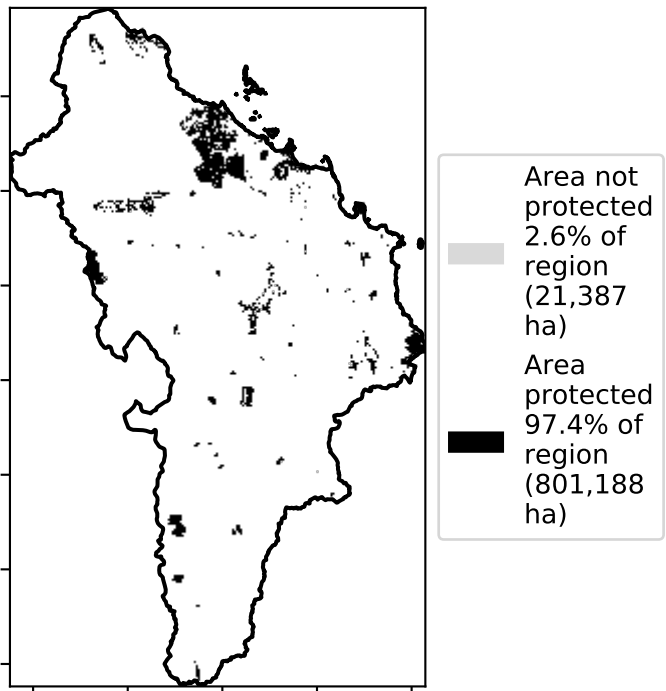 Area not
protected
2.6% of
region
(21,387
ha)
Area
protected
97.4% of
region
(801,188
ha)